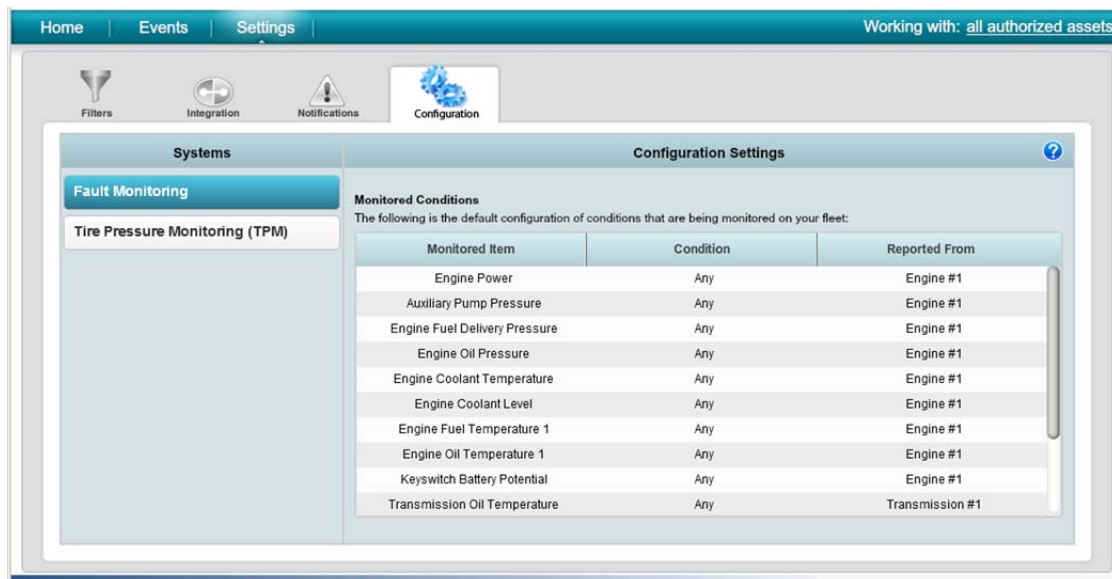 Home | Events | Settings | Working with: all authorized assets
Filters Integration Notifications Configuration
Systems Configuration Settings ?
Fault Monitoring
Tire Pressure Monitoring (TPM)
Monitored Conditions
The following is the default configuration of conditions that are being monitored on your fleet:
Monitored Item Condition Reported From
Engine Power Any Engine #1
Auxiliary Pump Pressure Any Engine #1
Engine Fuel Delivery Pressure Any Engine #1
Engine Oil Pressure Any Engine #1
Engine Coolant Temperature Any Engine #1
Engine Coolant Level Any Engine #1
Engine Fuel Temperature 1 Any Engine #1
Engine Oil Temperature 1 Any Engine #1
Keyswitch Battery Potential Any Engine #1
Transmission Oil Temperature Any Transmission #1